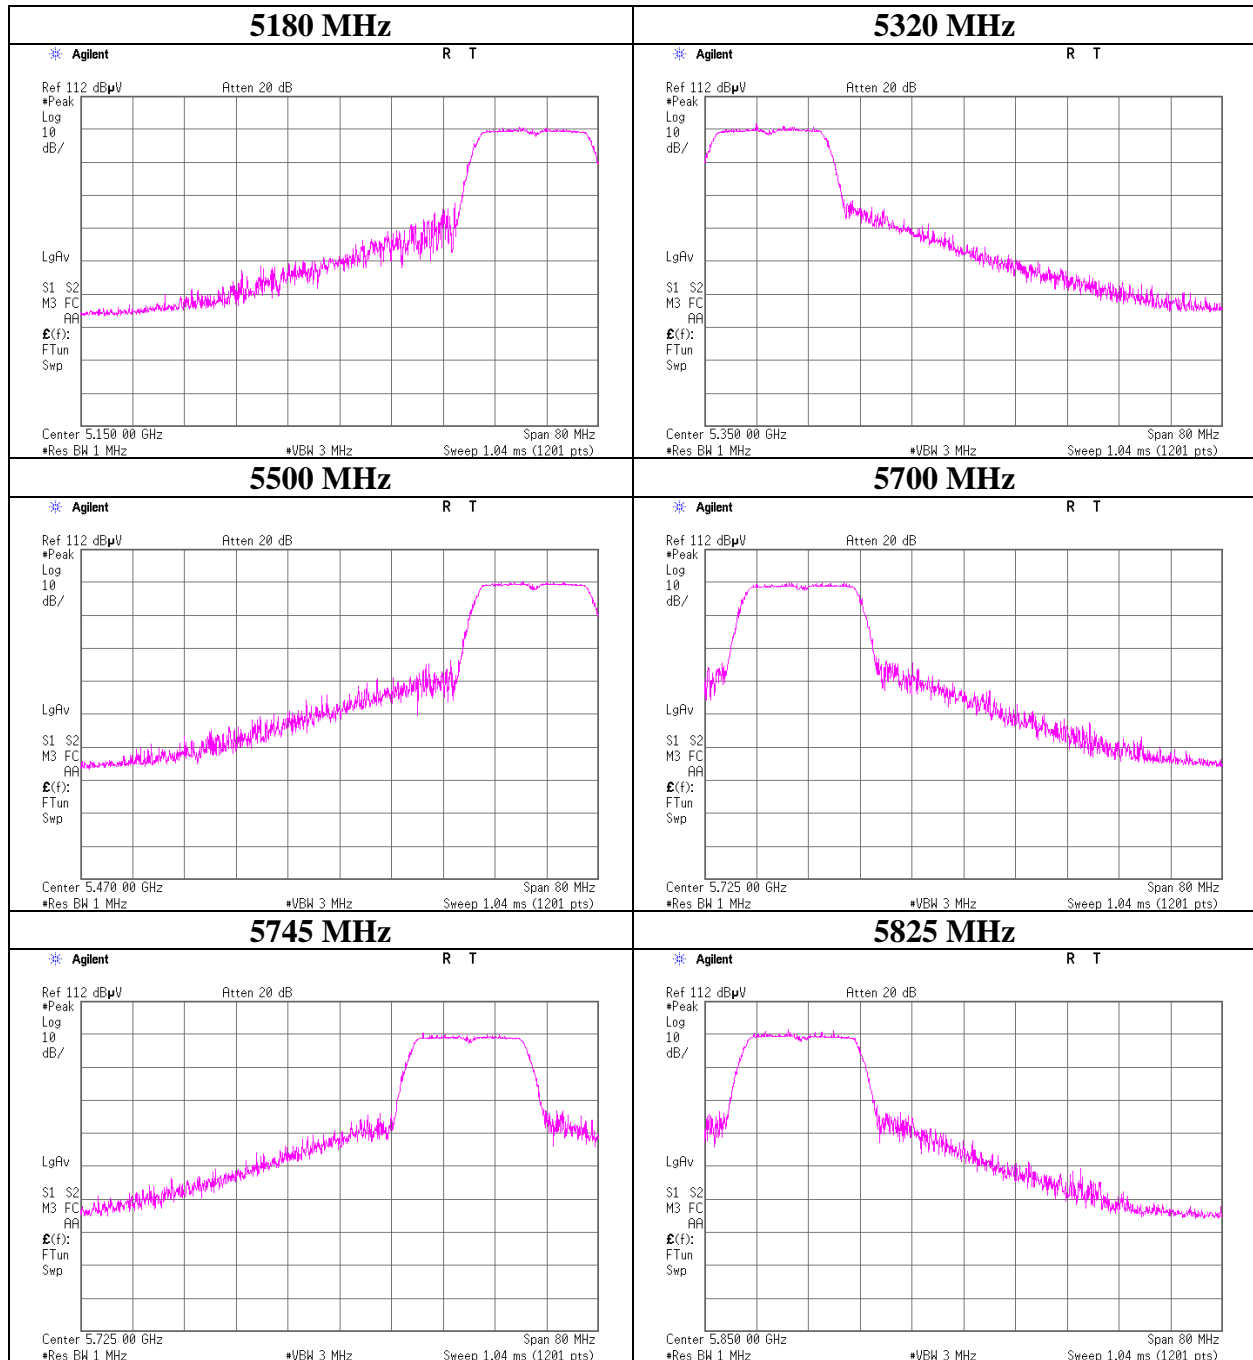 5180 MHz
5320 MHz
Agilent R T
Ref 112 dBµV Atten 20 dB
#Peak
Log
10
dB/
LgAv
S1 S2
M3 FC
AA
£(f):
FTun
Swp
Center 5.150 00 GHz Span 80 MHz
#Res BW 1 MHz #VBW 3 MHz Sweep 1.04 ms (1201 pts)
Agilent R T
Ref 112 dBµV Atten 20 dB
#Peak
Log
10
dB/
LgAv
S1 S2
M3 FC
AA
£(f):
FTun
Swp
Center 5.350 00 GHz Span 80 MHz
#Res BW 1 MHz #VBW 3 MHz Sweep 1.04 ms (1201 pts)
5500 MHz
5700 MHz
Agilent R T
Ref 112 dBµV Atten 20 dB
#Peak
Log
10
dB/
LgAv
S1 S2
M3 FC
AA
£(f):
FTun
Swp
Center 5.470 00 GHz Span 80 MHz
#Res BW 1 MHz #VBW 3 MHz Sweep 1.04 ms (1201 pts)
Agilent R T
Ref 112 dBµV Atten 20 dB
#Peak
Log
10
dB/
LgAv
S1 S2
M3 FC
AA
£(f):
FTun
Swp
Center 5.725 00 GHz Span 80 MHz
#Res BW 1 MHz #VBW 3 MHz Sweep 1.04 ms (1201 pts)
5745 MHz
5825 MHz
Agilent R T
Ref 112 dBµV Atten 20 dB
#Peak
Log
10
dB/
LgAv
S1 S2
M3 FC
AA
£(f):
FTun
Swp
Center 5.725 00 GHz Span 80 MHz
#Res BW 1 MHz #VBW 3 MHz Sweep 1.04 ms (1201 pts)
Agilent R T
Ref 112 dBµV Atten 20 dB
#Peak
Log
10
dB/
LgAv
S1 S2
M3 FC
AA
£(f):
FTun
Swp
Center 5.850 00 GHz Span 80 MHz
#Res BW 1 MHz #VBW 3 MHz Sweep 1.04 ms (1201 pts)